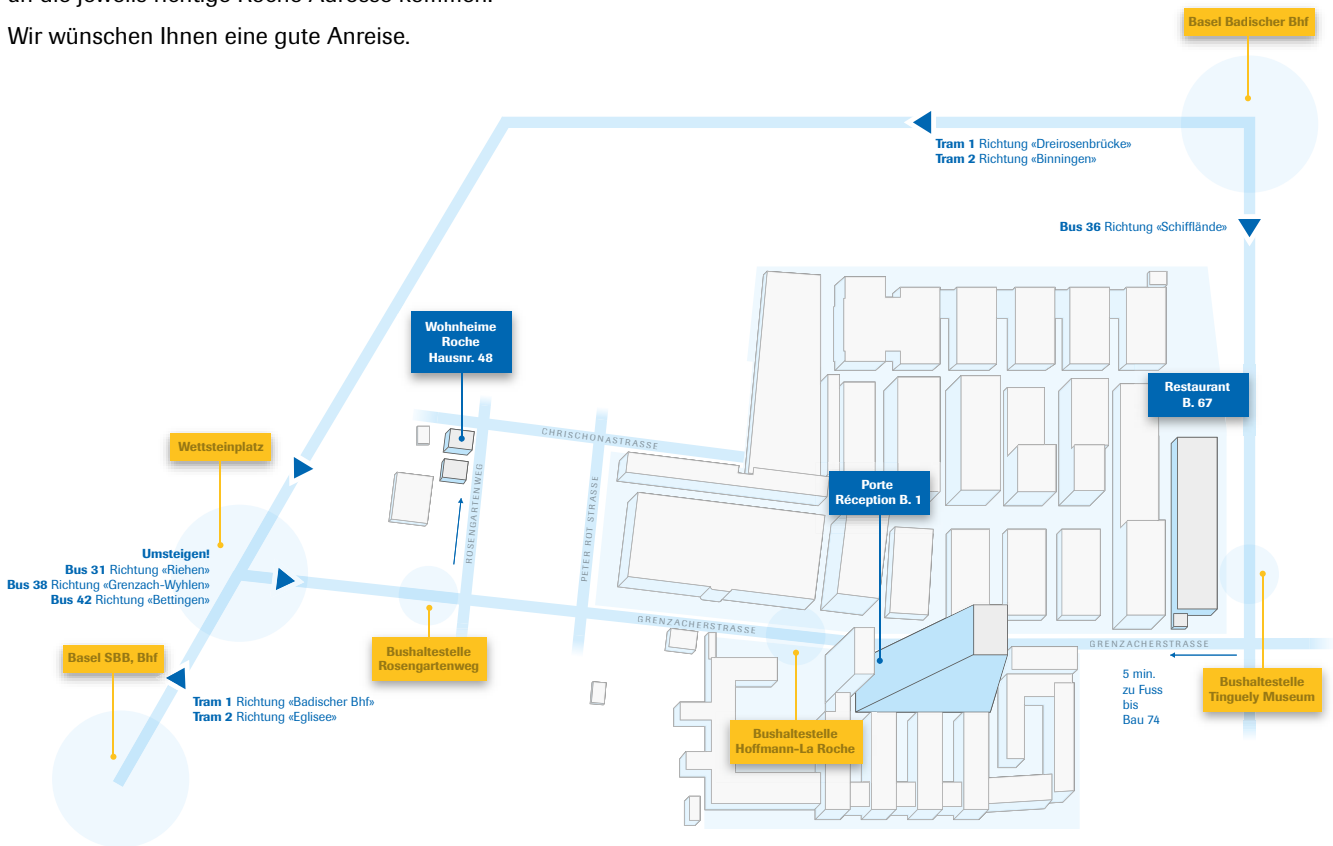 an die jeweils richtige Roche Adresse kommen.
Wir wünschen Ihnen eine gute Anreise.
Basel Badischer Bhf
Tram 1 Richtung «Dreirosenbrücke»
Tram 2 Richtung «Binningen»
Bus 36 Richtung «Schifflände»
Wohnheime
Roche
Hausnr. 48
Restaurant
B. 67
CHRISCHONASTRASSE
Wettsteinplatz
ROSENGARTENWEG
PETER ROT STRASSE
Porte
Réception B. 1
Umsteigen!
Bus 31 Richtung «Riehen»
Bus 38 Richtung «Grenzach-Wyhlen»
Bus 42 Richtung «Bettingen»
GRENZACHERSTRASSE
GRENZACHERSTRASSE
Basel SBB, Bhf
Bushaltestelle
Rosengartenweg
5 min.
zu Fuss
bis
Bau 74
Bushaltestelle
Tinguely Museum
Tram 1 Richtung «Badischer Bhf»
Tram 2 Richtung «Eglisee»
Bushaltestelle
Hoffmann-La Roche